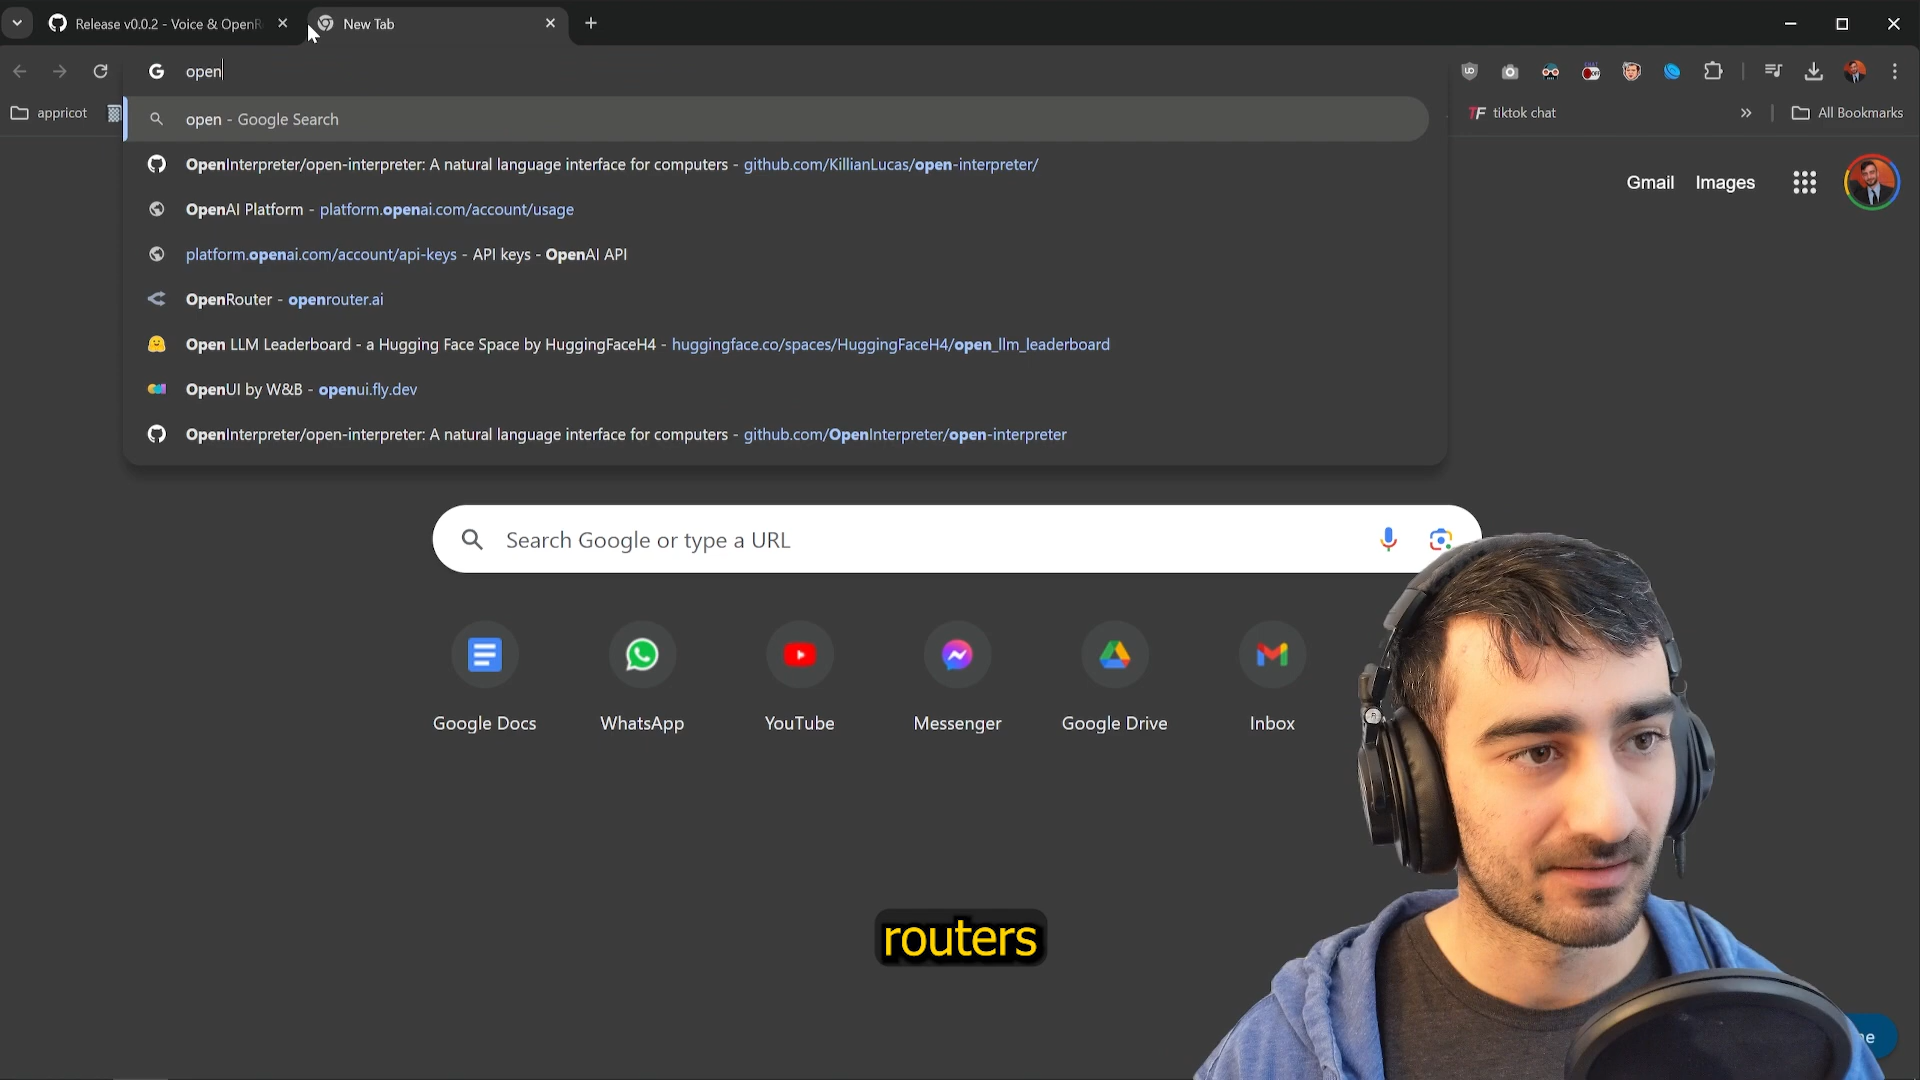 Release v0.0.2 - Voice & OpenR
New Tab
open
appricot
tiktok chat
All Bookmarks
open - Google Search
OpenInterpreter/open-interpreter: A natural language interface for computers - github.com/KillianLucas/open-interpreter/
OpenAI Platform - platform.openai.com/account/usage
platform.openai.com/account/api-keys - API keys - OpenAI API
OpenRouter - openrouter.ai
Open LLM Leaderboard - a Hugging Face Space by HuggingFaceH4 - huggingface.co/spaces/HuggingFaceH4/open_llm_leaderboard
OpenUI by W&B - openui.fly.dev
OpenInterpreter/open-interpreter: A natural language interface for computers - github.com/OpenInterpreter/open-interpreter
Gmail Images
Search Google or type a URL
Google Docs WhatsApp YouTube Messenger Google Drive Inbox
routers